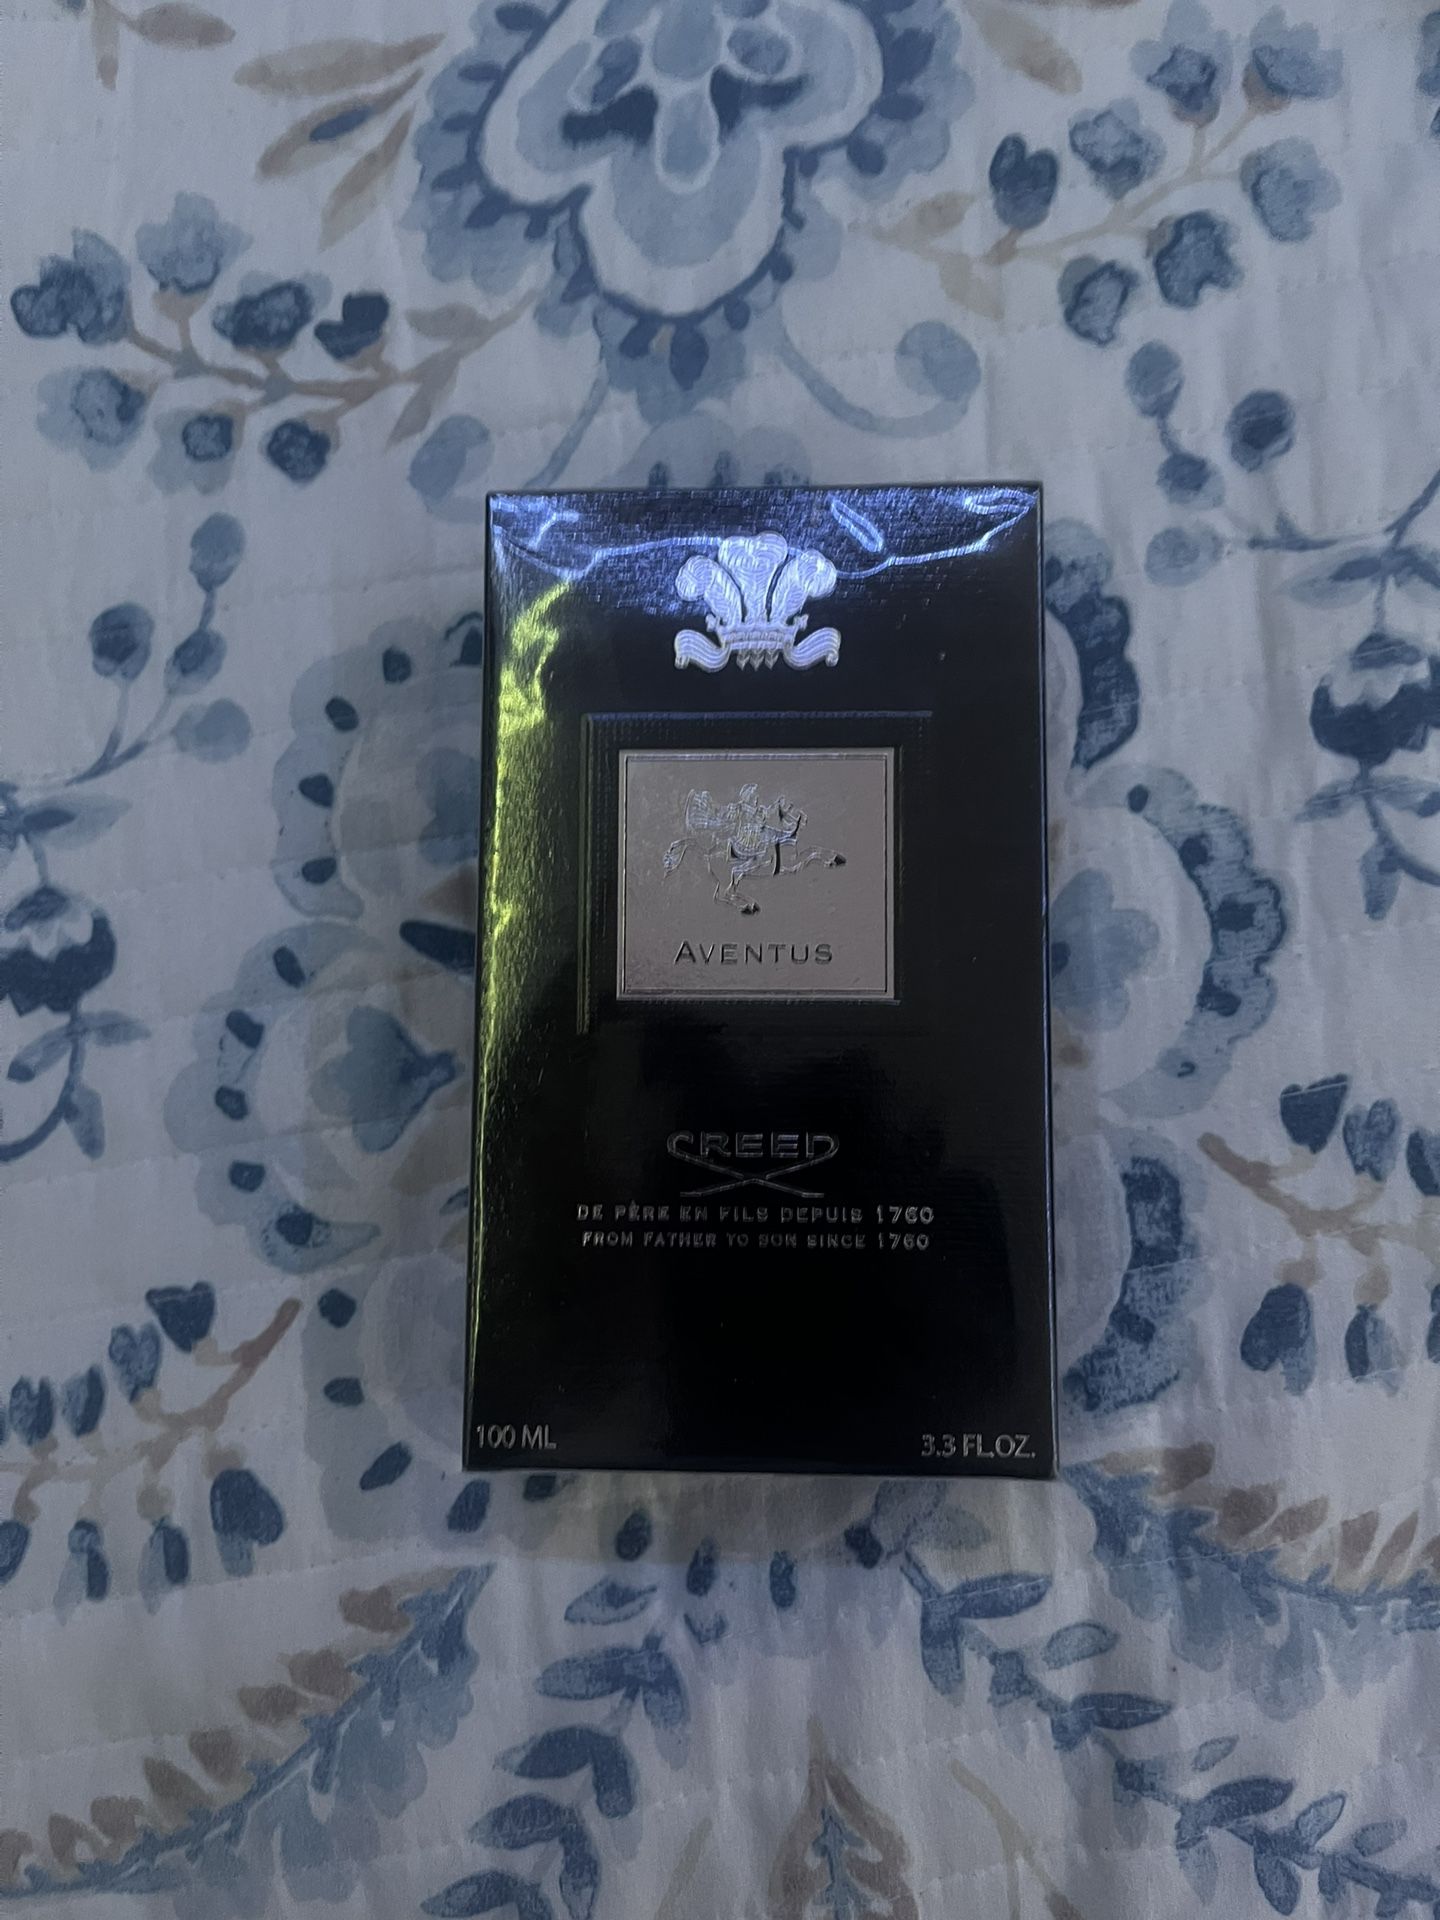 AVENTUS
CREED
DE PÈRE EN FILS DEPUIS 1760
FROM FATHER TO SON SINCE 1760
100 ML
3.3 FL.OZ.